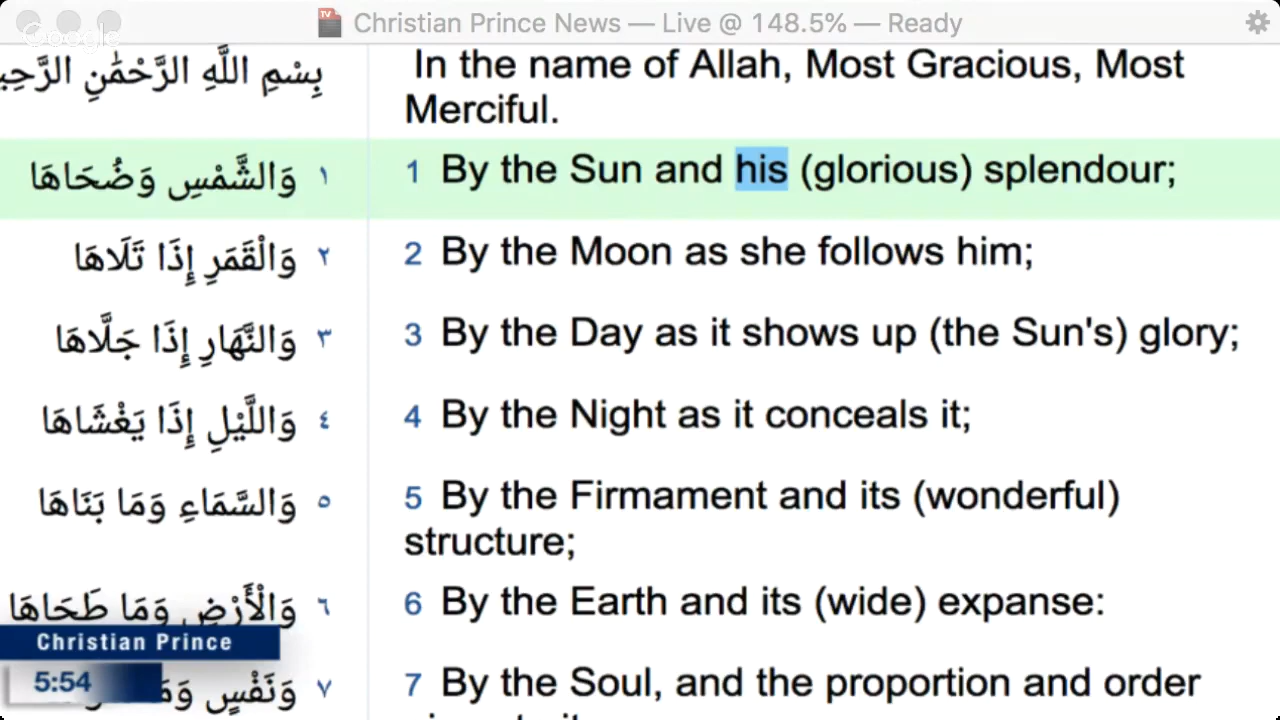 Google
Christian Prince News — Live @ 148.5% — Ready
بِسْمِ اللَّهِ الرَّحْمَٰنِ
In the name of Allah, Most Gracious, Most
Merciful.
١ وَالشَّمْسِ وَضُحَاهَا
1 By the Sun and his (glorious) splendour;
٢ وَالْقَمَرِ إِذَا تَلَاهَا
2 By the Moon as she follows him;
٣ وَالنَّهَارِ إِذَا جَلَّاهَا
3 By the Day as it shows up (the Sun's) glory;
٤ وَاللَّيْلِ إِذَا يَغْشَاهَا
4 By the Night as it conceals it;
٥ وَالسَّمَاءِ وَمَا بَنَاهَا
5 By the Firmament and its (wonderful)
structure;
٦ وَالْأَرْضِ وَمَا طَحَاهَا
6 By the Earth and its (wide) expanse:
٧ وَنَفْسٍ
7 By the Soul, and the proportion and order
Christian Prince
5:54